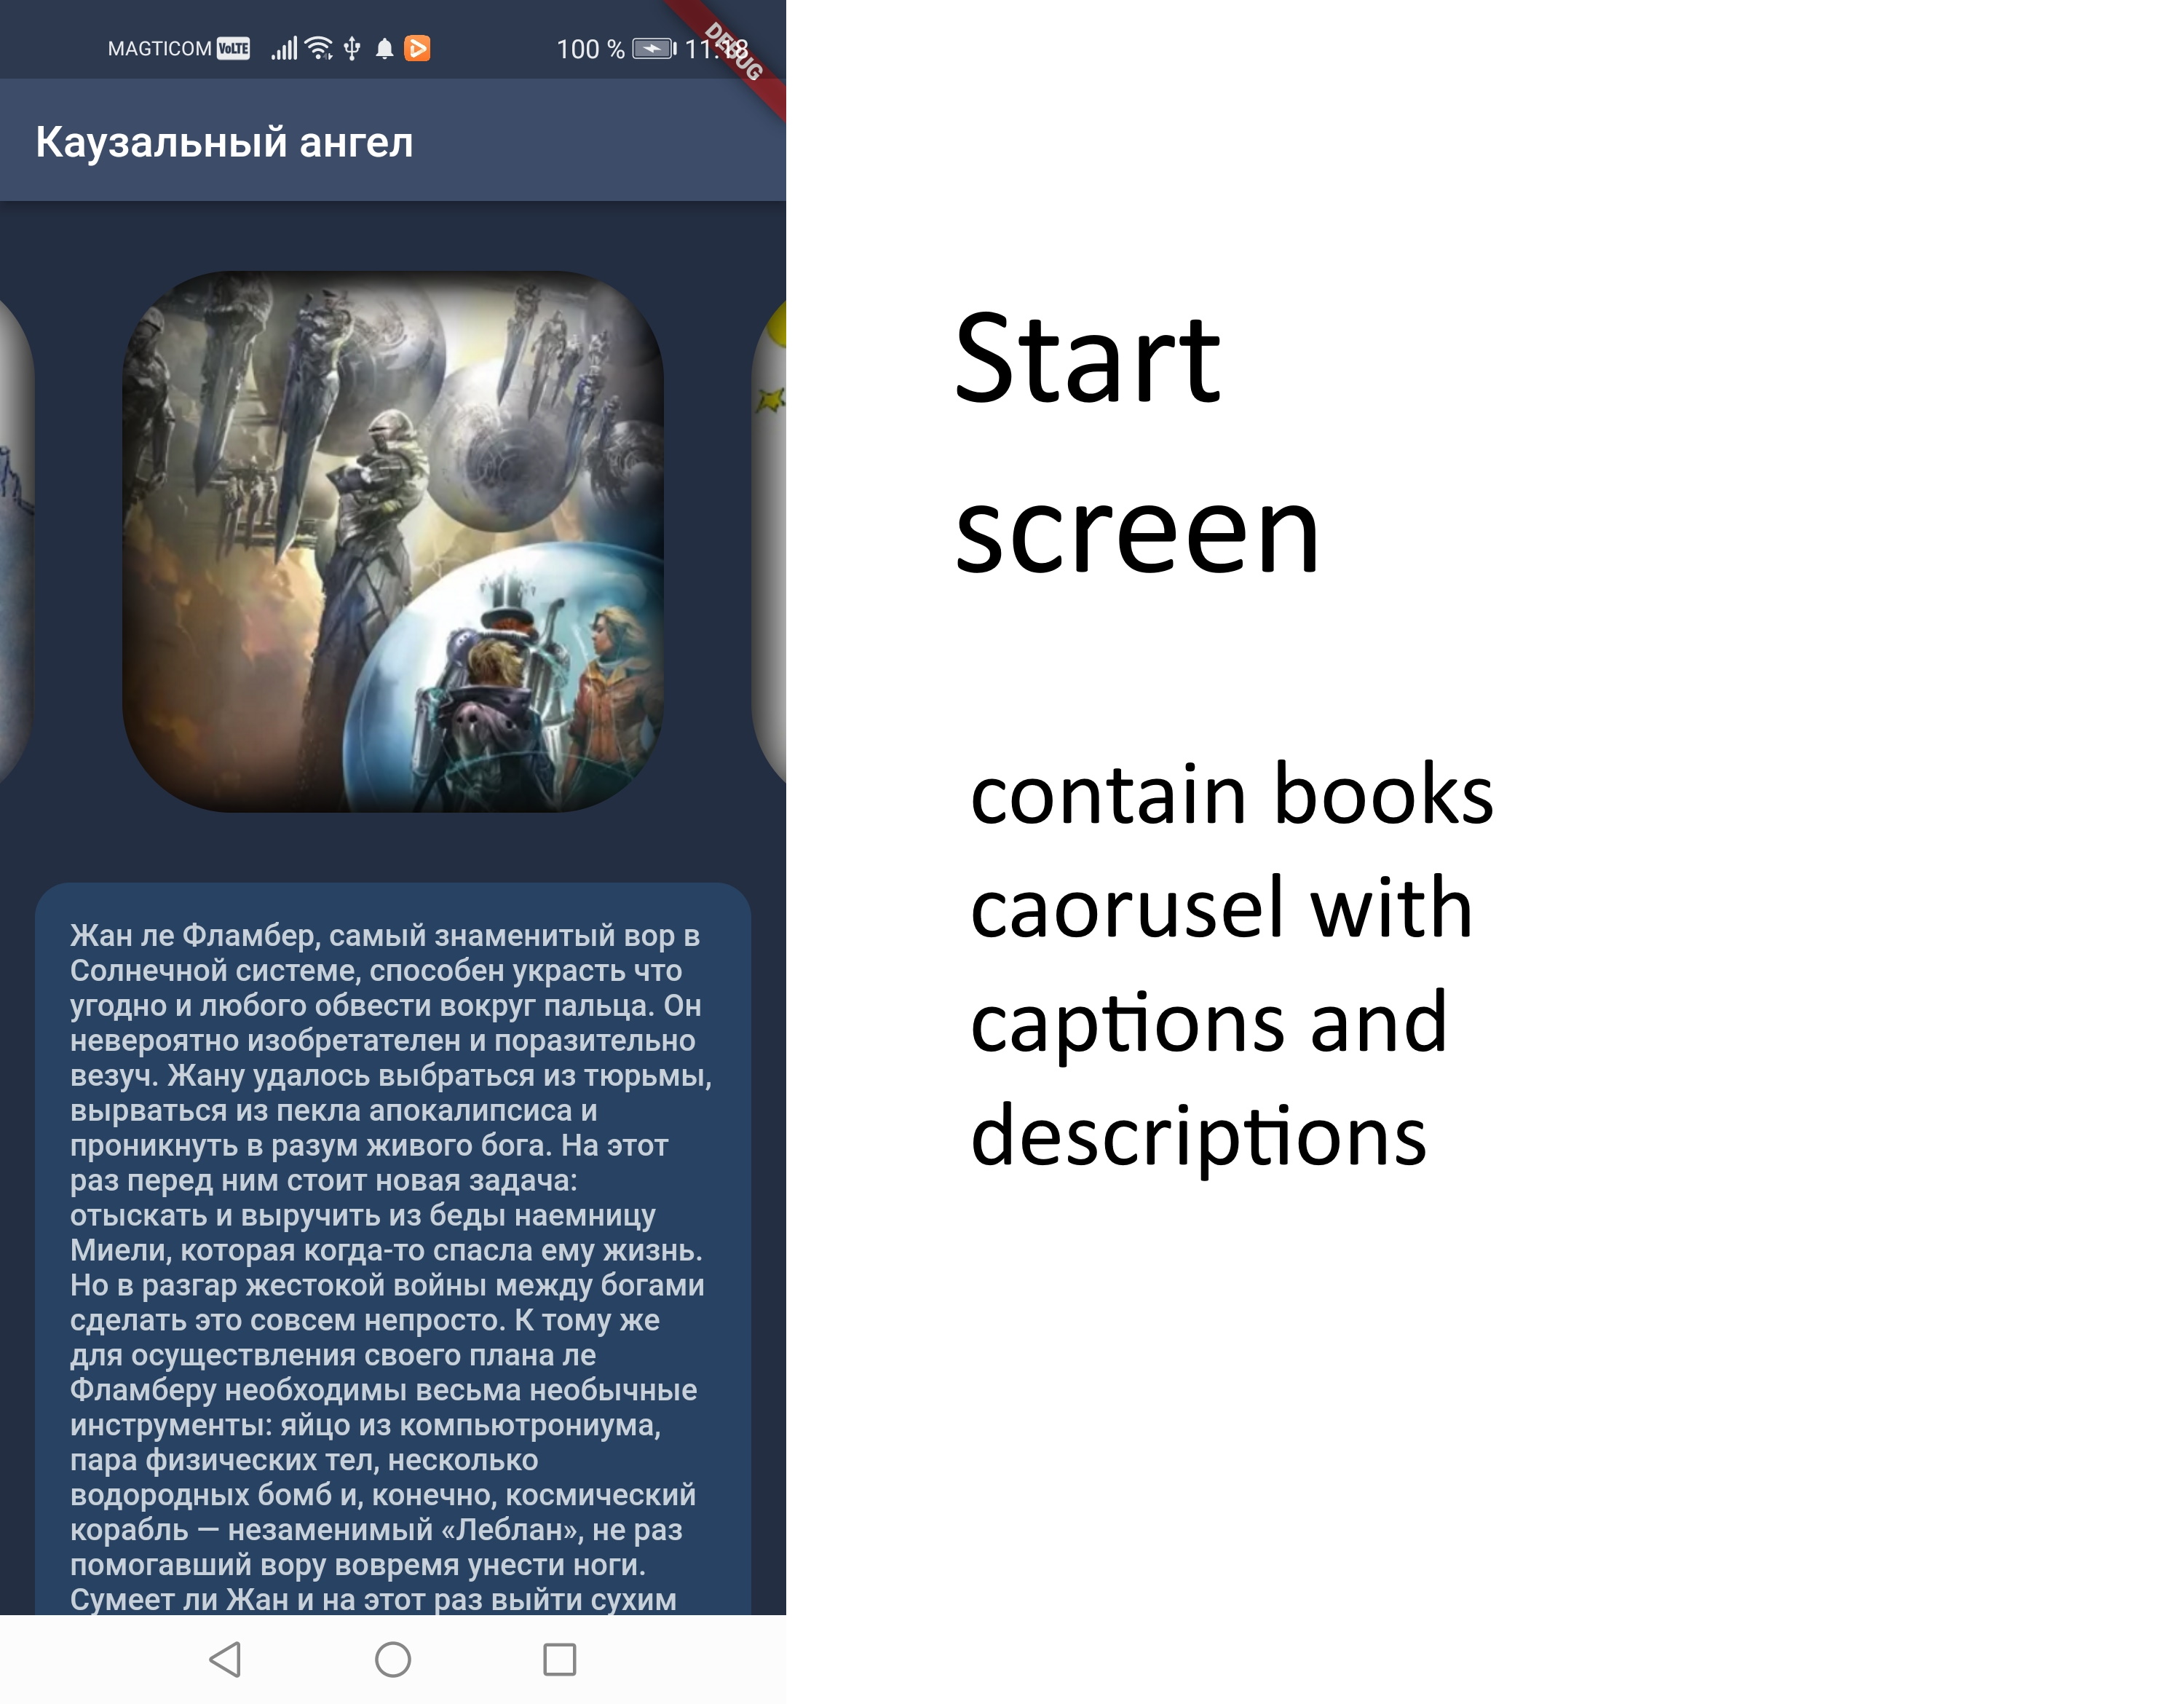 MAGTICOM VoLTE 100 % 11:18
DEBUG
Каузальный ангел
Жан ле Фламбер, самый знаменитый вор в
Солнечной системе, способен украсть что
угодно и любого обвести вокруг пальца. Он
невероятно изобретателен и поразительно
везуч. Жану удалось выбраться из тюрьмы,
вырваться из пекла апокалипсиса и
проникнуть в разум живого бога. На этот
раз перед ним стоит новая задача:
отыскать и выручить из беды наемницу
Миели, которая когда-то спасла ему жизнь.
Но в разгар жестокой войны между богами
сделать это совсем непросто. К тому же
для осуществления своего плана ле
Фламберу необходимы весьма необычные
инструменты: яйцо из компьютрониума,
пара физических тел, несколько
водородных бомб и, конечно, космический
корабль — незаменимый «Леблан», не раз
помогавший вору вовремя унести ноги.
Сумеет ли Жан и на этот раз выйти сухим
Start
screen
contain books
caorusel with
captions and
descriptions